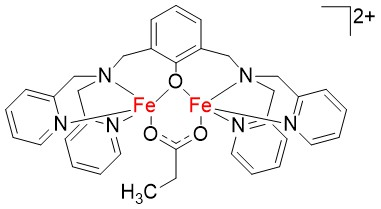 2+
N O N
Fe Fe
N N N N
O O
H3C